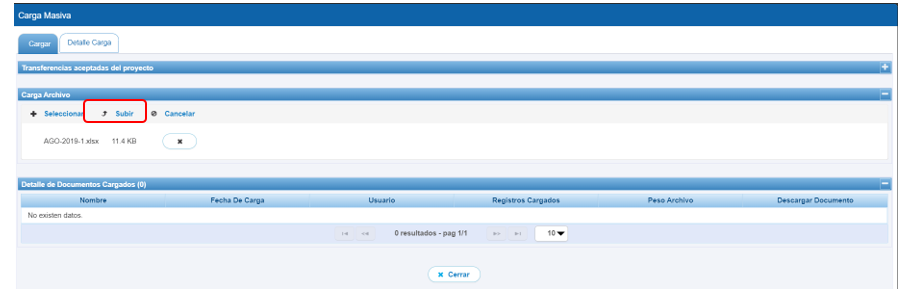 Carga Masiva
Cargar Detalle Carga
Transferencias aceptadas del proyecto
Carga Archivo
Seleccionar Subir Cancelar
AGO-2019-1.xlsx 11.4 KB
Detalle de Documentos Cargados (0)
Nombre Fecha De Carga Usuario Registros Cargados Peso Archivo Descargar Documento
No existen datos.
0 resultados - pag 1/1 10
Cerrar